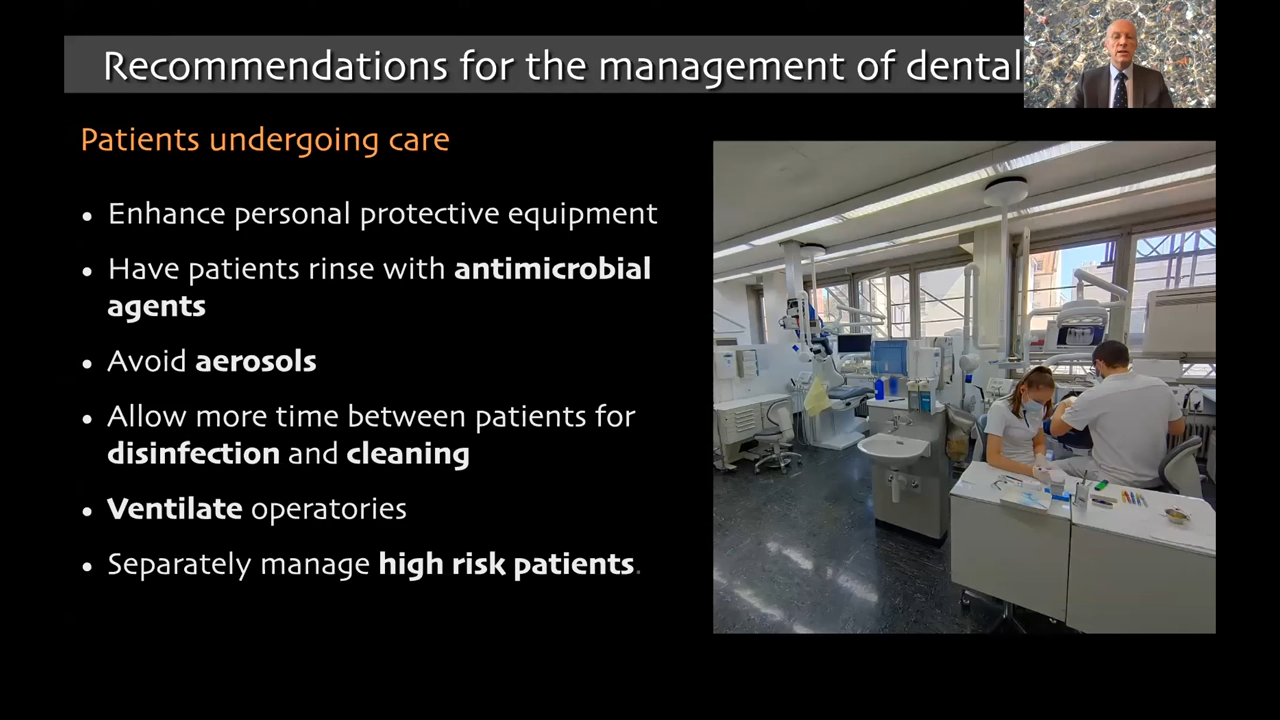 Recommendations for the management of dental
Patients undergoing care
• Enhance personal protective equipment
• Have patients rinse with antimicrobial
agents
• Avoid aerosols
• Allow more time between patients for
disinfection and cleaning
• Ventilate operatories
• Separately manage high risk patients.